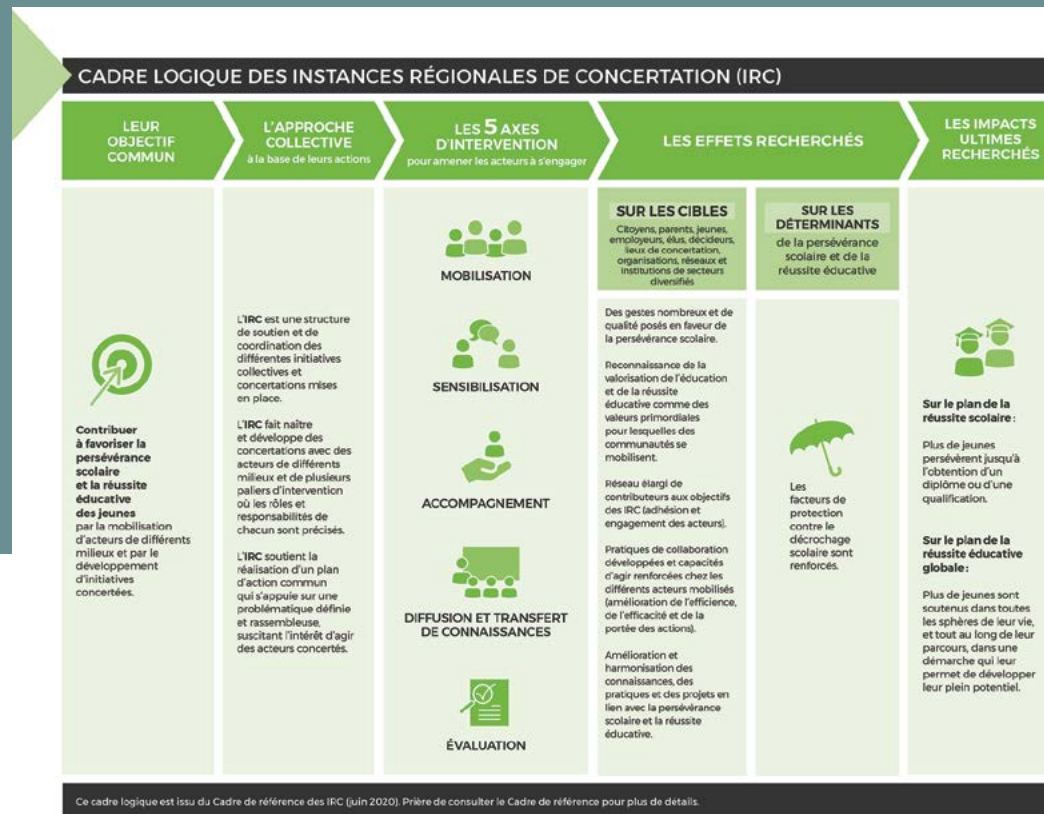 CADRE LOGIQUE DES INSTANCES RÉGIONALES DE CONCERTATION (IRC)
LEUR
OBJECTIF
COMMUN
L'APPROCHE
COLLECTIVE
à la base de leurs actions
LES 5 AXES
D'INTERVENTION
pour amener les acteurs à s'engager
LES EFFETS RECHERCHÉS
LES IMPACTS
ULTIMES
RECHERCHÉS
Contribuer
à favoriser la
persévérance
scolaire
et la réussite
éducative
des jeunes
par la mobilisation
d'acteurs de différents
milieux et par le
développement
d'initiatives
concertées.
L'IRC est une structure
de soutien et de
coordination des
différentes initiatives
collectives et
concertations mises
en place.
L'IRC fait naître
et développe des
concertations avec des
acteurs de différents
milieux et de plusieurs
paliers d'intervention
où les rôles et
responsabilités de
chacun sont précisés.
L'IRC soutient la
réalisation d'un plan
d'action commun
qui s'appuie sur une
problématique définie
et rassembleuse,
suscitant l'intérêt d'agir
des acteurs concertés.
MOBILISATION
SENSIBILISATION
ACCOMPAGNEMENT
DIFFUSION ET TRANSFERT
DE CONNAISSANCES
ÉVALUATION
SUR LES CIBLES
Citoyens, parents, jeunes,
employeurs, élus, décideurs,
lieux de concertation,
organisations, réseaux et
institutions de secteurs
diversifiés
Des gestes nombreux et de
qualité posés en faveur de
la persévérance scolaire.
Reconnaissance de la
valorisation de l'éducation
et de la réussite
éducative comme des
valeurs primordiales
pour lesquelles des
communautés se
mobilisent.
Réseau élargi de
contributeurs aux objectifs
des IRC (adhésion et
engagement des acteurs).
Pratiques de collaboration
développées et capacités
d'agir renforcées chez les
différents acteurs mobilisés
(amélioration de l'efficience,
de l'efficacité et de la
portée des actions).
Amélioration et
harmonisation des
connaissances, des
pratiques et des projets en
lien avec la persévérance
scolaire et la réussite
éducative.
SUR LES
DÉTERMINANTS
de la persévérance
scolaire et de la
réussite éducative
Les
facteurs de
protection
contre le
décrochage
scolaire sont
renforcés.
Sur le plan de la
réussite scolaire :
Plus de jeunes
persévèrent jusqu'à
l'obtention d'un
diplôme ou d'une
qualification.
Sur le plan de la
réussite éducative
globale :
Plus de jeunes sont
soutenus dans toutes
les sphères de leur vie,
et tout au long de leur
parcours, dans une
démarche qui leur
permet de développer
leur plein potentiel.
Ce cadre logique est issu du Cadre de référence des IRC (juin 2020). Prière de consulter le Cadre de référence pour plus de détails.